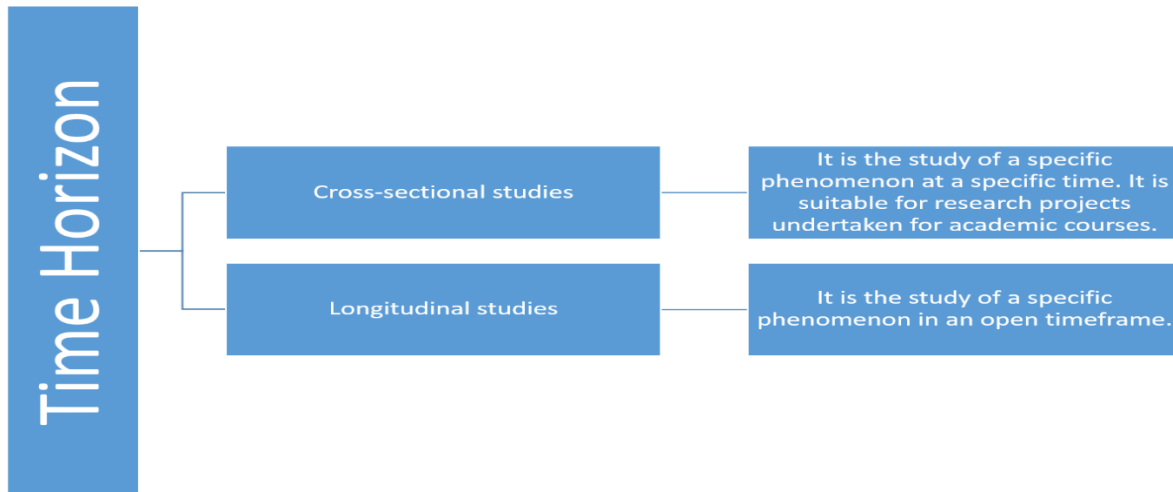 Time Horizon
Cross-sectional studies
It is the study of a specific
phenomenon at a specific time. It is
suitable for research projects
undertaken for academic courses.
Longitudinal studies
It is the study of a specific
phenomenon in an open timeframe.